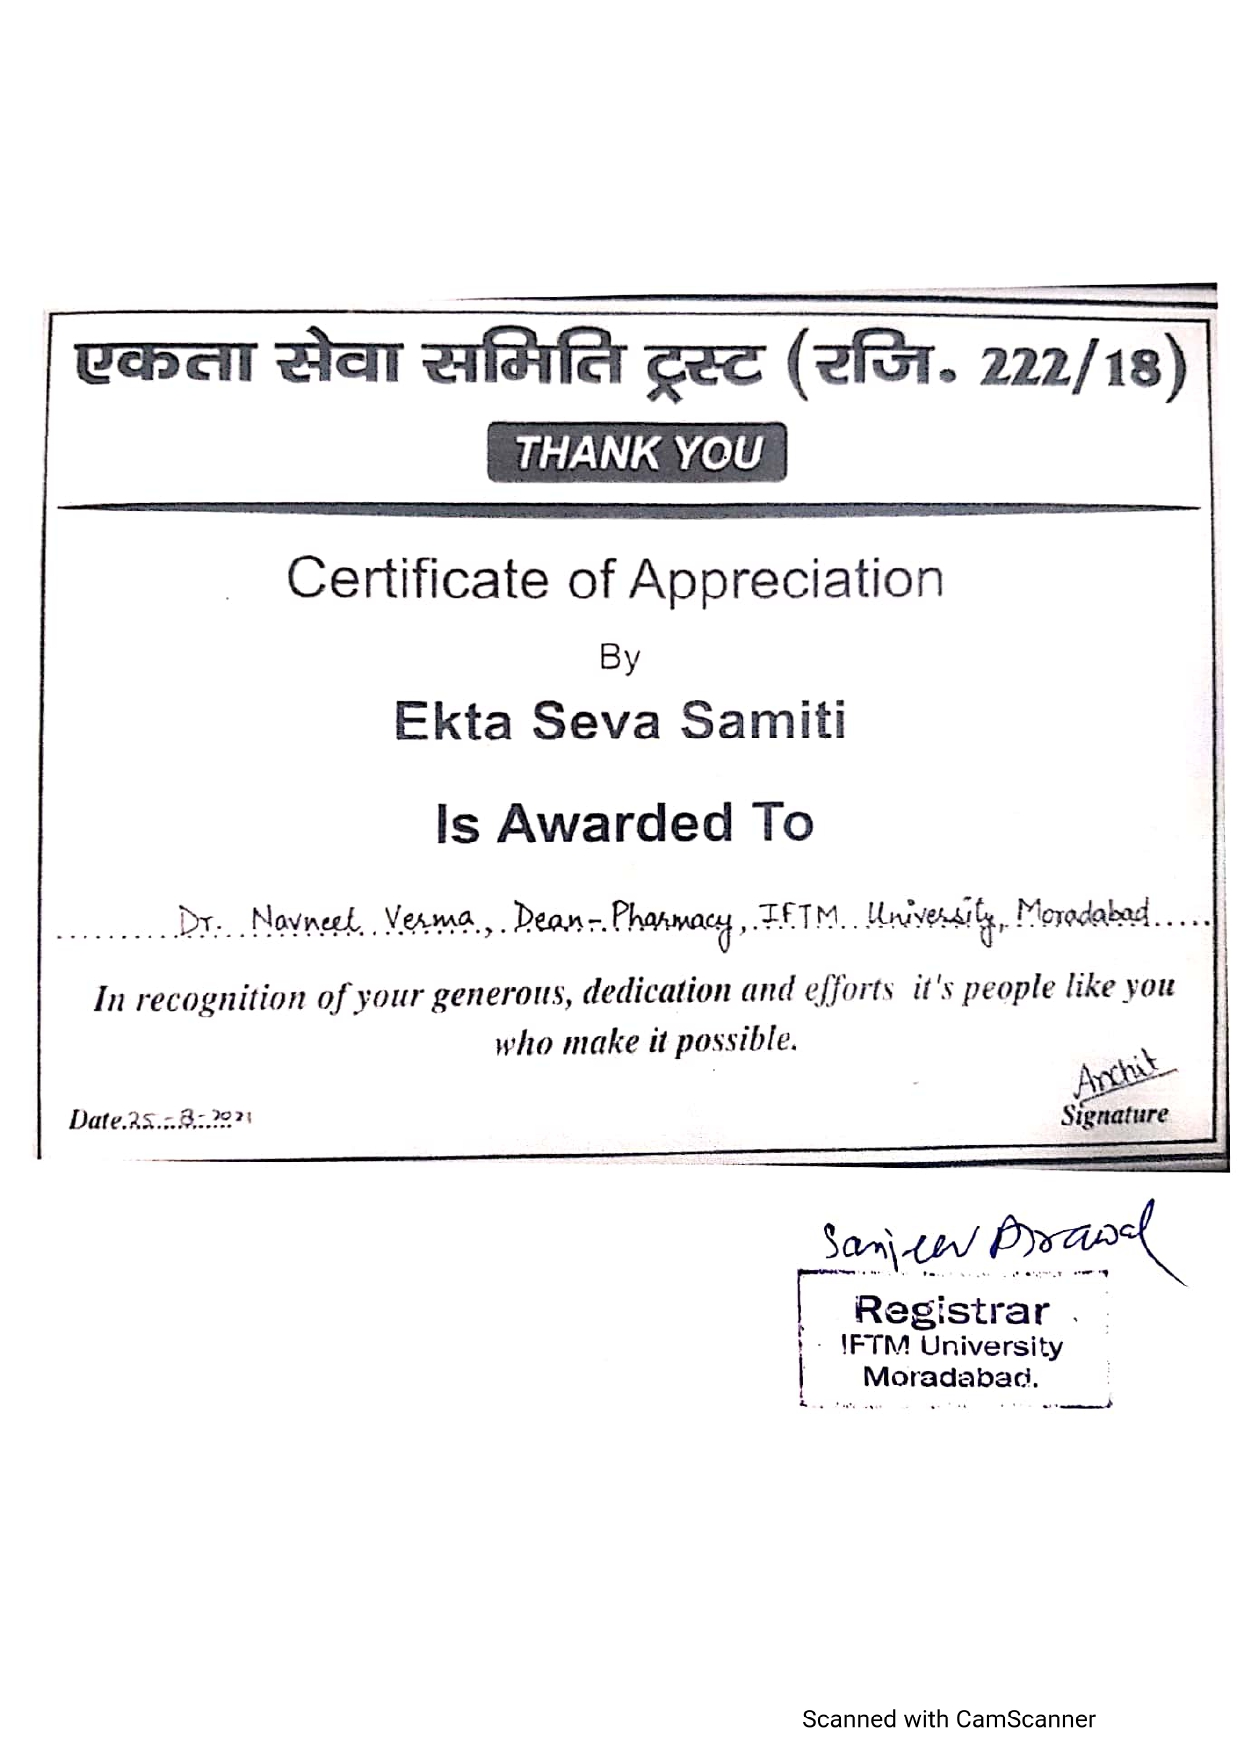 एकता सेवा समिति ट्रस्ट (रजि. 222/18)
THANK YOU
Certificate of Appreciation
By
Ekta Seva Samiti
Is Awarded To
Dr. Navneet Verma, Dean-Pharmacy, IFTM University, Moradabad
In recognition of your generous, dedication and efforts it's people like you
who make it possible.
Archit
Date.25-8-2021 Signature
Sanjeev
Registrar
IFTM University
Moradabad.
Scanned with CamScanner